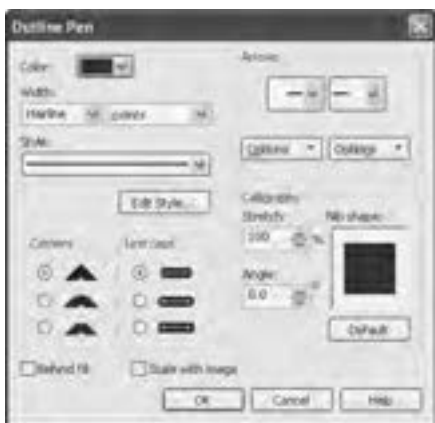 Outline Pen
Color:
Arrows
Width:
Hairline points
Style:
Options Options
Edit Style...
Calligraphy
Stretch: Nib shape:
100 %
Corners Line caps
Angle:
0.0 °
Default
Behind fill Scale with image
OK Cancel Help